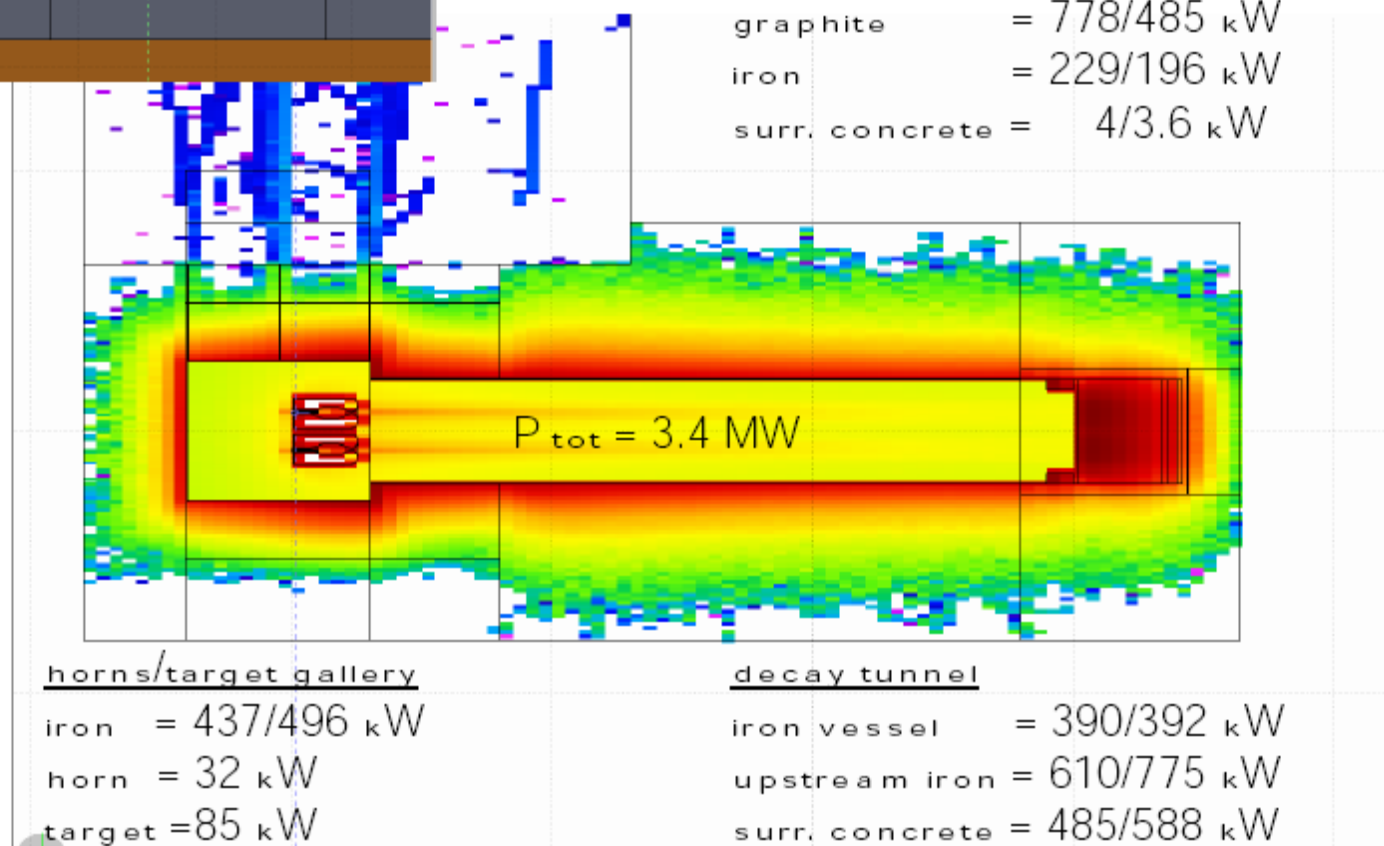 graphite = 778/485 kW
iron = 229/196 kW
surr. concrete = 4/3.6 kW
P tot = 3.4 MW
horns/target gallery
iron = 437/496 kW
horn = 32 kW
target =85 kW
decay tunnel
iron vessel = 390/392 kW
upstream iron = 610/775 kW
surr. concrete = 485/588 kW